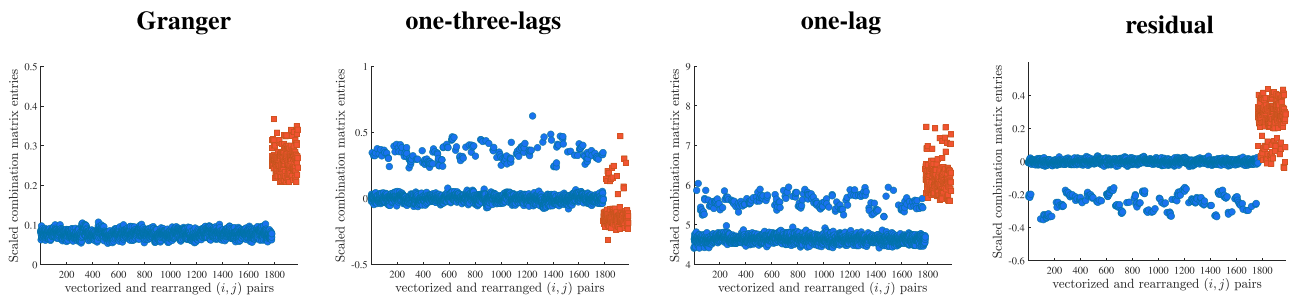 Granger
one-three-lags
one-lag
residual
Scaled combination matrix entries
0.5
0.4
0.3
0.2
0.1
0
200 400 600 800 1000 1200 1400 1600 1800
vectorized and rearranged (i, j) pairs
Scaled combination matrix entries
1
0.5
0
-0.5
200 400 600 800 1000 1200 1400 1600 1800
vectorized and rearranged (i, j) pairs
Scaled combination matrix entries
9
8
7
6
5
4
200 400 600 800 1000 1200 1400 1600 1800
vectorized and rearranged (i, j) pairs
Scaled combination matrix entries
0.4
0.2
0
-0.2
-0.4
-0.6
200 400 600 800 1000 1200 1400 1600 1800
vectorized and rearranged (i, j) pairs